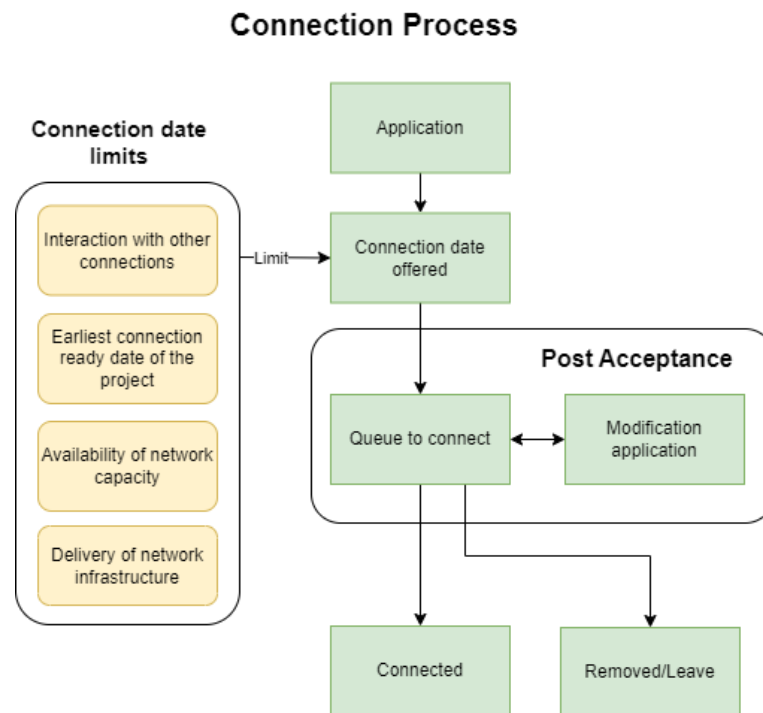 Connection Process
Connection date
limits
Interaction with other
connections
Earliest connection
ready date of the
project
Availability of network
capacity
Delivery of network
infrastructure
Limit
Application
Connection date
offered
Post Acceptance
Queue to connect
Modification
application
Connected
Removed/Leave